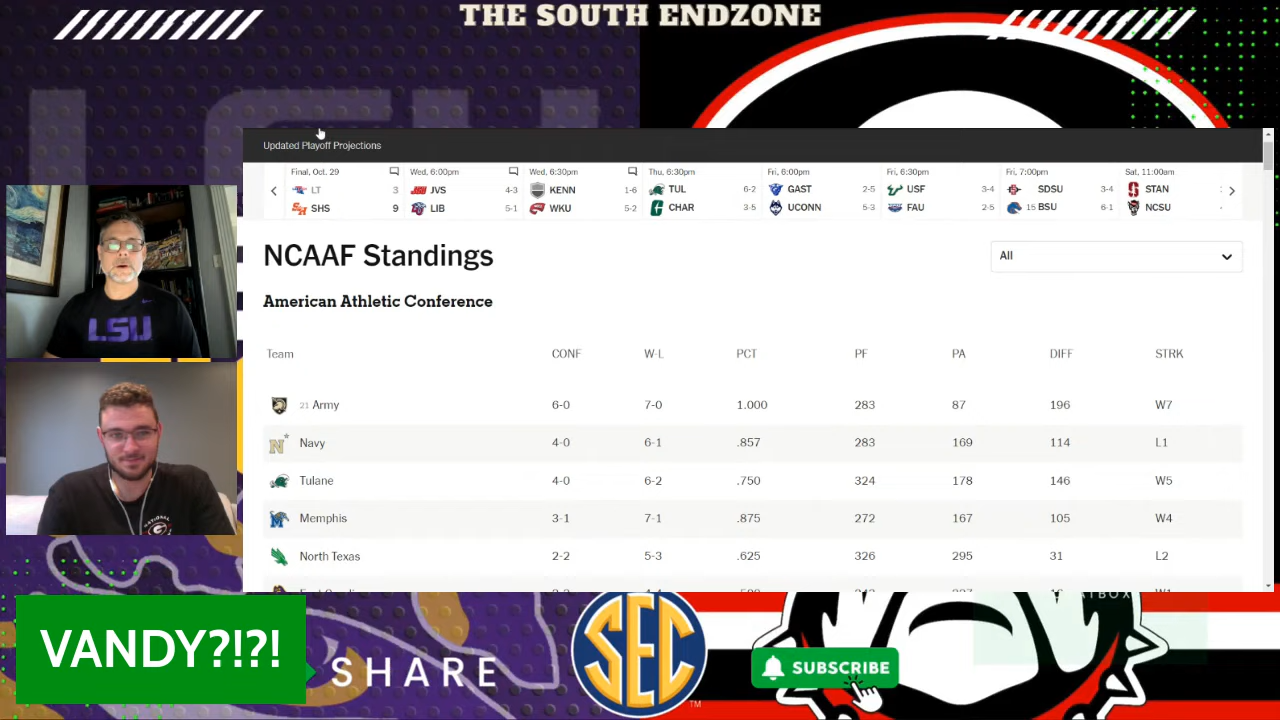 THE SOUTH ENDZONE
Updated Playoff Projections
Final, Oct. 29 Wed, 6:00pm Wed, 6:30pm Thu, 6:30pm Fri, 6:00pm Fri, 6:30pm Fri, 7:00pm Sat, 11:00am
LT 3 JVS 4-3 KENN 1-6 TUL 6-2 GAST 2-5 USF 3-4 SDSU 3-4 STAN
SHS 9 LIB 5-1 WKU 5-2 CHAR 3-5 UCONN 5-3 FAU 2-5 15 BSU 6-1 NCSU
NCAAF Standings
All
American Athletic Conference
Team CONF W-L PCT PF PA DIFF STRK
21 Army 6-0 7-0 1.000 283 87 196 W7
Navy 4-0 6-1 .857 283 169 114 L1
Tulane 4-0 6-2 .750 324 178 146 W5
Memphis 3-1 7-1 .875 272 167 105 W4
North Texas 2-2 5-3 .625 326 295 31 L2
LSU
VANDY?!?!
SHARE
SEC
TM
SUBSCRIBE